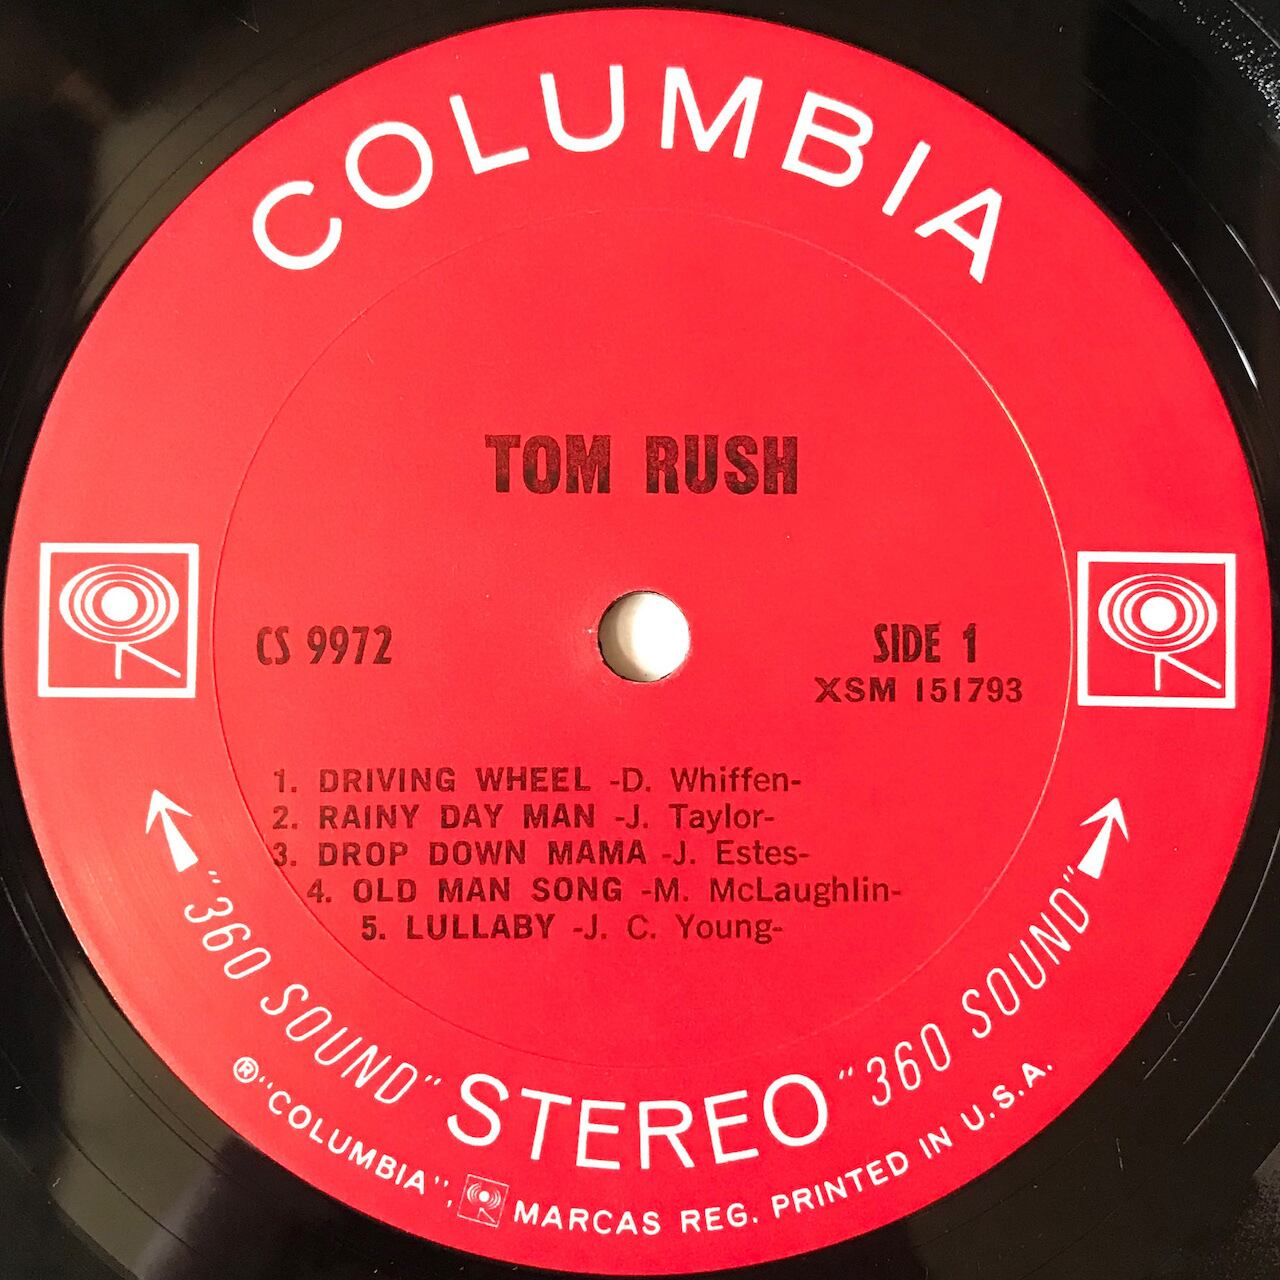 COLUMBIA
TOM RUSH
CS 9972
SIDE 1
XSM 151793
1. DRIVING WHEEL -D. Whiffen-
2. RAINY DAY MAN -J. Taylor-
3. DROP DOWN MAMA -J. Estes-
4. OLD MAN SONG -M. McLaughlin-
5. LULLABY -J. C. Young-
"360 SOUND" STEREO "360 SOUND"
® "COLUMBIA", MARCAS REG. PRINTED IN U.S.A.